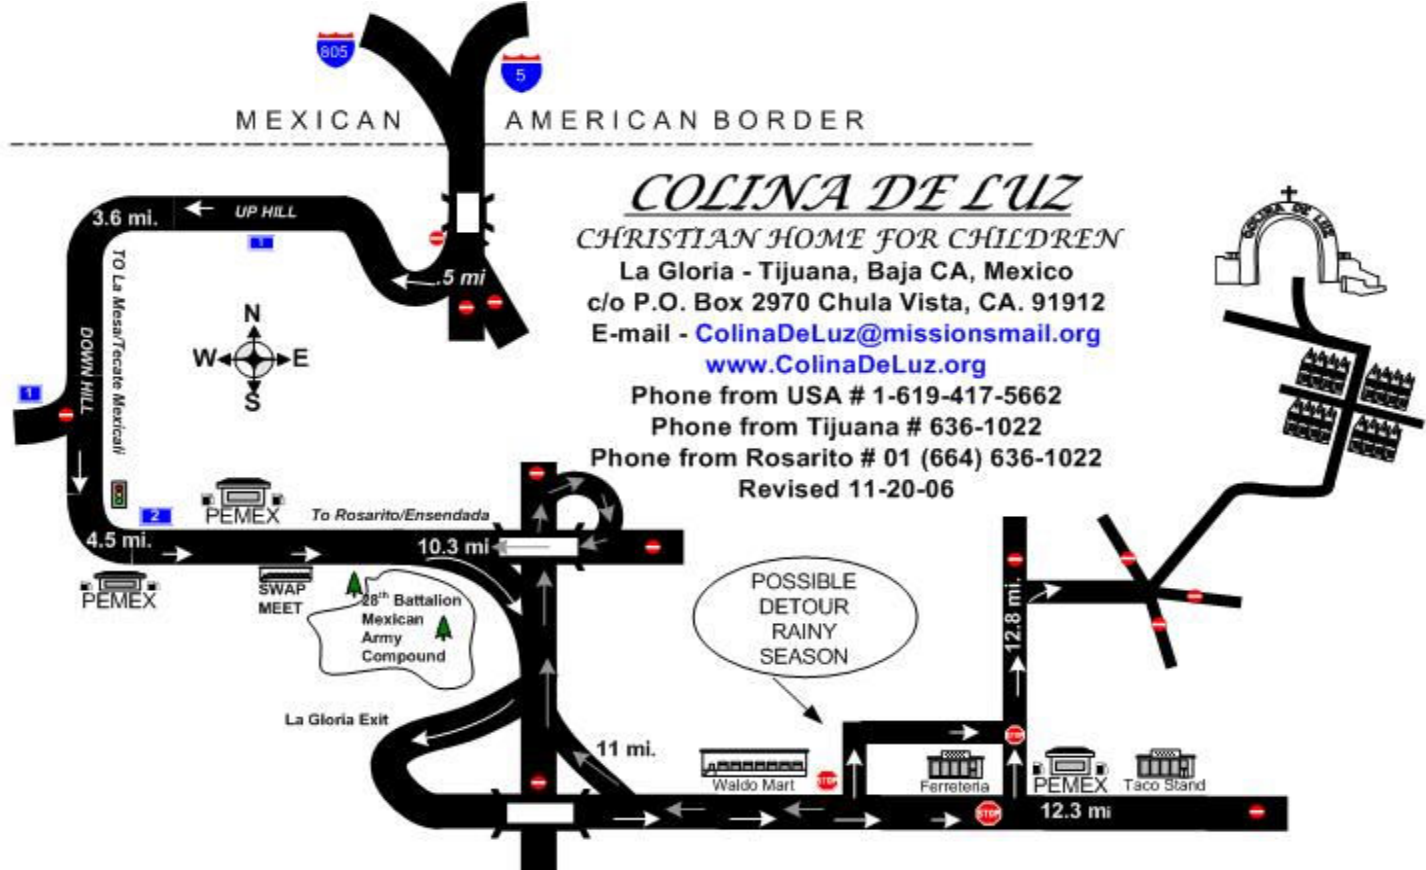 805
5
MEXICAN AMERICAN BORDER
COLINA DE LUZ
CHRISTIAN HOME FOR CHILDREN
La Gloria - Tijuana, Baja CA, Mexico
c/o P.O. Box 2970 Chula Vista, CA. 91912
E-mail - ColinaDeLuz@missionsmail.org
www.ColinaDeLuz.org
Phone from USA # 1-619-417-5662
Phone from Tijuana # 636-1022
Phone from Rosarito # 01 (664) 636-1022
Revised 11-20-06
COLINA DE LUZ
3.6 mi.
UP HILL
1
.5 mi
TO La Mesa/Tecate Mexicali
DOWN HILL
N
W
E
S
1
PEMEX
2
To Rosarito/Ensendada
4.5 mi.
10.3 mi
PEMEX
SWAP
MEET
28th Battalion
Mexican
Army
Compound
La Gloria Exit
11 mi.
POSSIBLE
DETOUR
RAINY
SEASON
12.8 mi.
STOP
Waldo Mart
STOP
Ferreteria
PEMEX
Taco Stand
STOP
12.3 mi